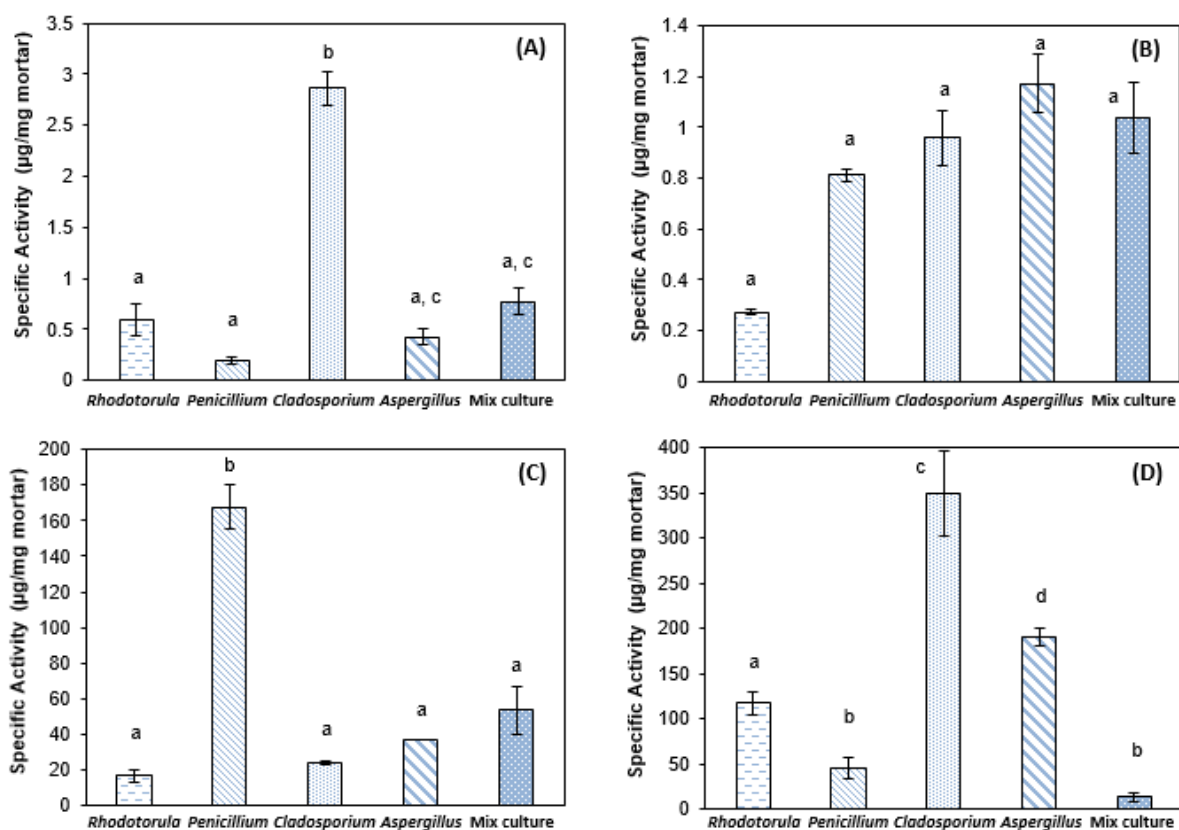 (A)
Specific Activity (µg/mg mortar)
3.5
3
2.5
2
1.5
1
0.5
0
a
a
b
a, c
a, c
Rhodotorula Penicillium Cladosporium Aspergillus Mix culture
(B)
Specific Activity (µg/mg mortar)
1.4
1.2
1
0.8
0.6
0.4
0.2
0
a
a
a
a
a
Rhodotorula Penicillium Cladosporium Aspergillus Mix culture
(C)
Specific Activity (µg/mg mortar)
200
180
160
140
120
100
80
60
40
20
0
a
b
a
a
a
Rhodotorula Penicillium Cladosporium Aspergillus Mix culture
(D)
Specific Activity (µg/mg mortar)
400
350
300
250
200
150
100
50
0
a
b
c
d
b
Rhodotorula Penicillium Cladosporium Aspergillus Mix culture